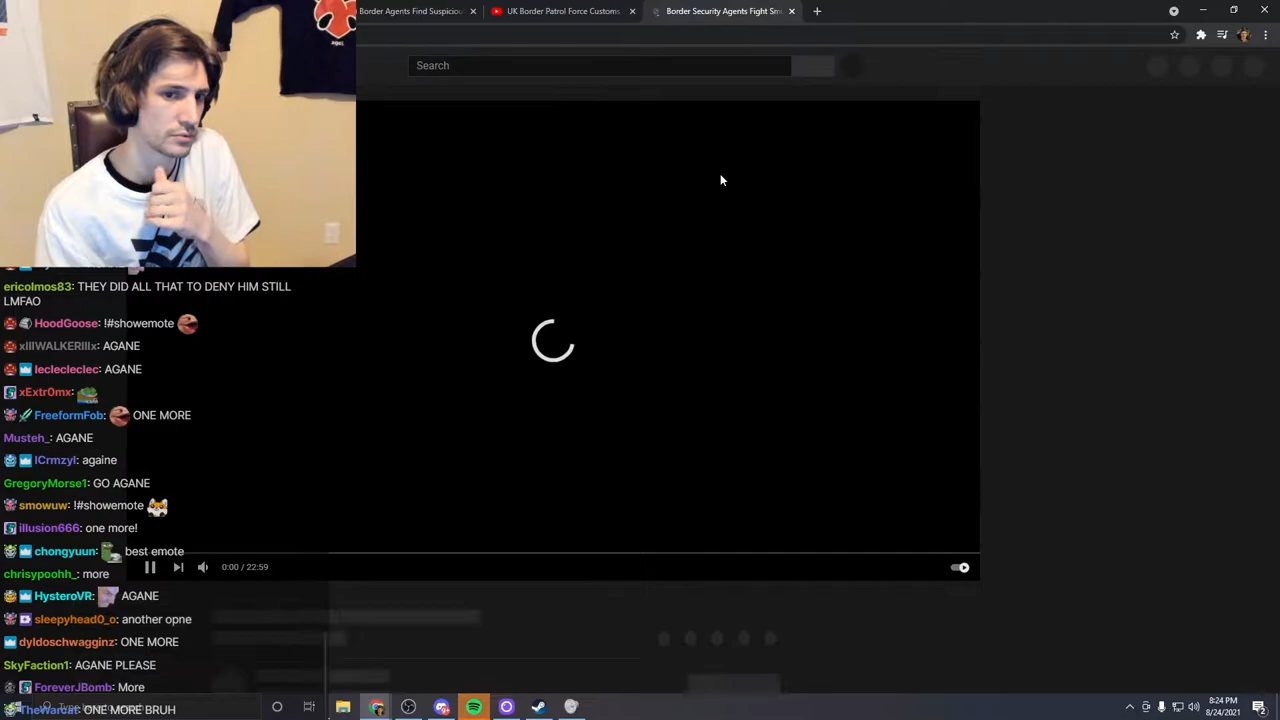 Border Agents Find Suspiciou
UK Border Patrol Force Customs
Border Security Agents Fight Sm
Search
ericolmos83: THEY DID ALL THAT TO DENY HIM STILL
LMFAO
HoodGoose: !#showemote
xIIIWALKERIIIx: AGANE
leclecleclec: AGANE
xExtr0mx:
FreeformFob: ONE MORE
Musteh_: AGANE
ICrmzyI: againe
GregoryMorse1: GO AGANE
smowuw: !#showemote
illusion666: one more!
chongyuun: best emote
chrisypoohh_: more
0:00 / 22:59
HysteroVR: AGANE
sleepyhead0_o: another opne
dyldoschwagginz: ONE MORE
SkyFaction1: AGANE PLEASE
ForeverJBomb: More
TheWarcat: ONE MORE BRUH
8:24 PM
8/24/2021
2